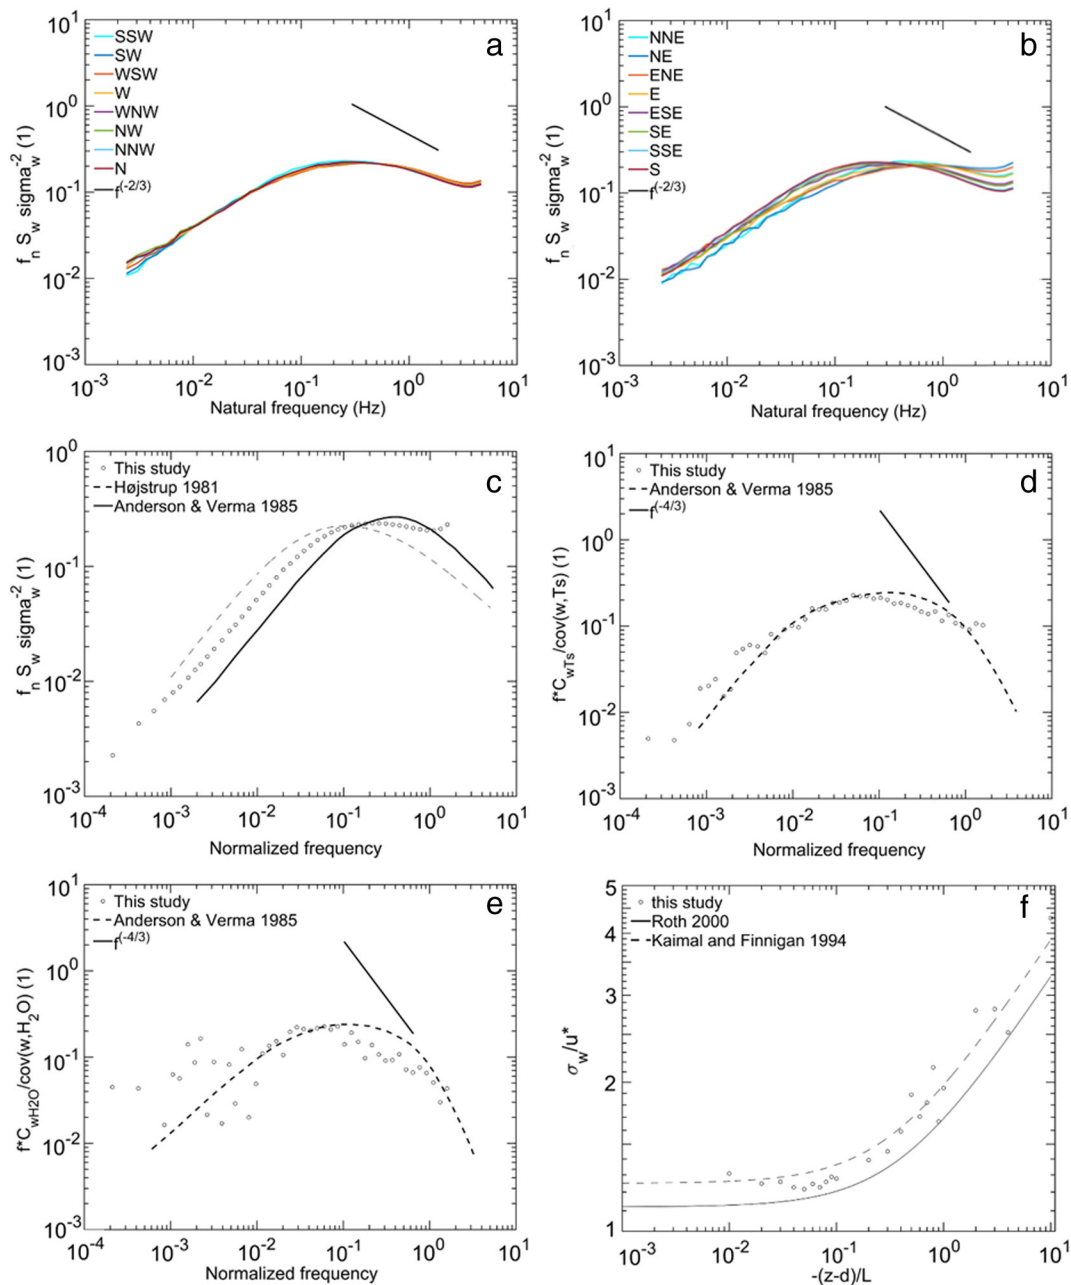 a
SSW
SW
WSW
W
WNW
NW
NNW
N
f^(-2/3)
f_n S_w sigma_w^-2 (1)
10^1
10^0
10^-1
10^-2
10^-3
10^-3 10^-2 10^-1 10^0 10^1
Natural frequency (Hz)
b
NNE
NE
ENE
E
ESE
SE
SSE
S
f^(-2/3)
f_n S_w sigma_w^-2 (1)
10^1
10^0
10^-1
10^-2
10^-3
10^-3 10^-2 10^-1 10^0 10^1
Natural frequency (Hz)
c
This study
Højstrup 1981
Anderson & Verma 1985
f_n S_w sigma_w^-2 (1)
10^0
10^-1
10^-2
10^-3
10^-4 10^-3 10^-2 10^-1 10^0 10^1
Normalized frequency
d
This study
Anderson & Verma 1985
f^(-4/3)
f*C_wTs/cov(w,Ts) (1)
10^1
10^0
10^-1
10^-2
10^-3
10^-4 10^-3 10^-2 10^-1 10^0 10^1
Normalized frequency
e
This study
Anderson & Verma 1985
f^(-4/3)
f*C_wH2O/cov(w,H_2O) (1)
10^1
10^0
10^-1
10^-2
10^-3
10^-4 10^-3 10^-2 10^-1 10^0 10^1
Normalized frequency
f
this study
Roth 2000
Kaimal and Finnigan 1994
σ_w/u*
5
4
3
2
1
10^-3 10^-2 10^-1 10^0 10^1
-(z-d)/L